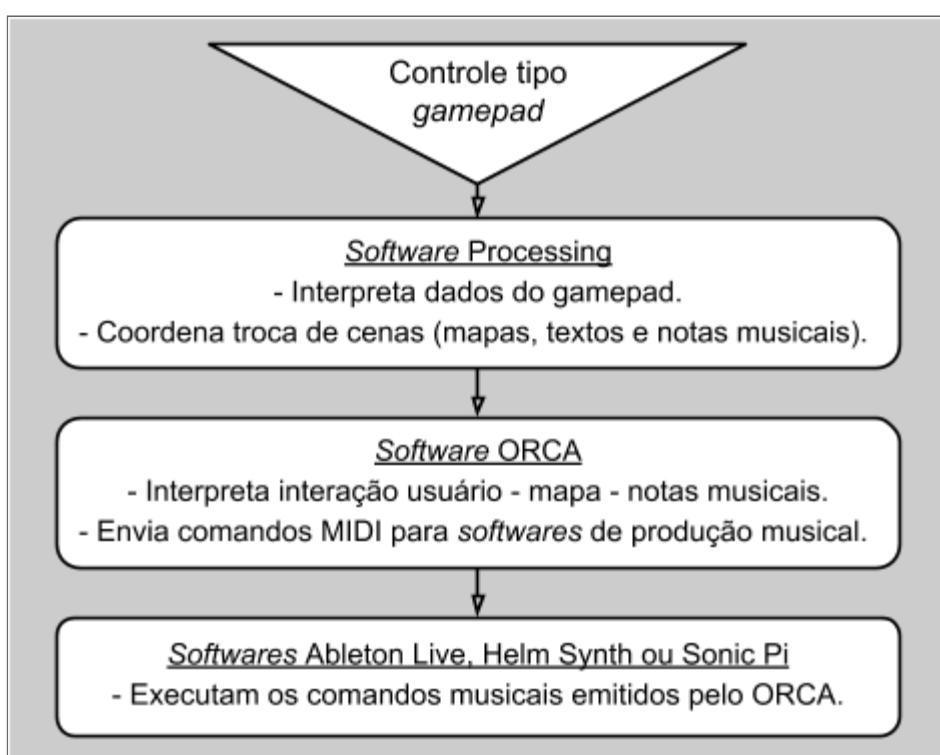 Controle tipo
gamepad
Software Processing
- Interpreta dados do gamepad.
- Coordena troca de cenas (mapas, textos e notas musicais).
Software ORCA
- Interpreta interação usuário - mapa - notas musicais.
- Envia comandos MIDI para softwares de produção musical.
Softwares Ableton Live, Helm Synth ou Sonic Pi
- Executam os comandos musicais emitidos pelo ORCA.